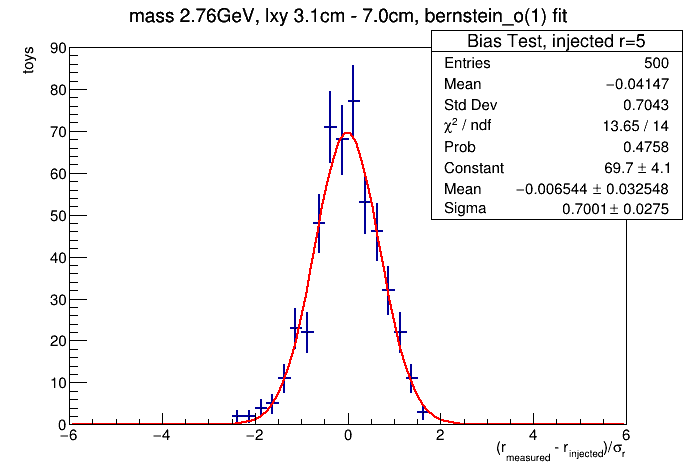 mass 2.76GeV, lxy 3.1cm - 7.0cm, bernstein_o(1) fit
Bias Test, injected r=5
Entries 500
Mean −0.04147
Std Dev 0.7043
χ² / ndf 13.65 / 14
Prob 0.4758
Constant 69.7 ± 4.1
Mean −0.006544 ± 0.032548
Sigma 0.7001 ± 0.0275
toys
90
80
70
60
50
40
30
20
10
0
−6 −4 −2 0 2 4 6
(r_measured - r_injected)/σ_r